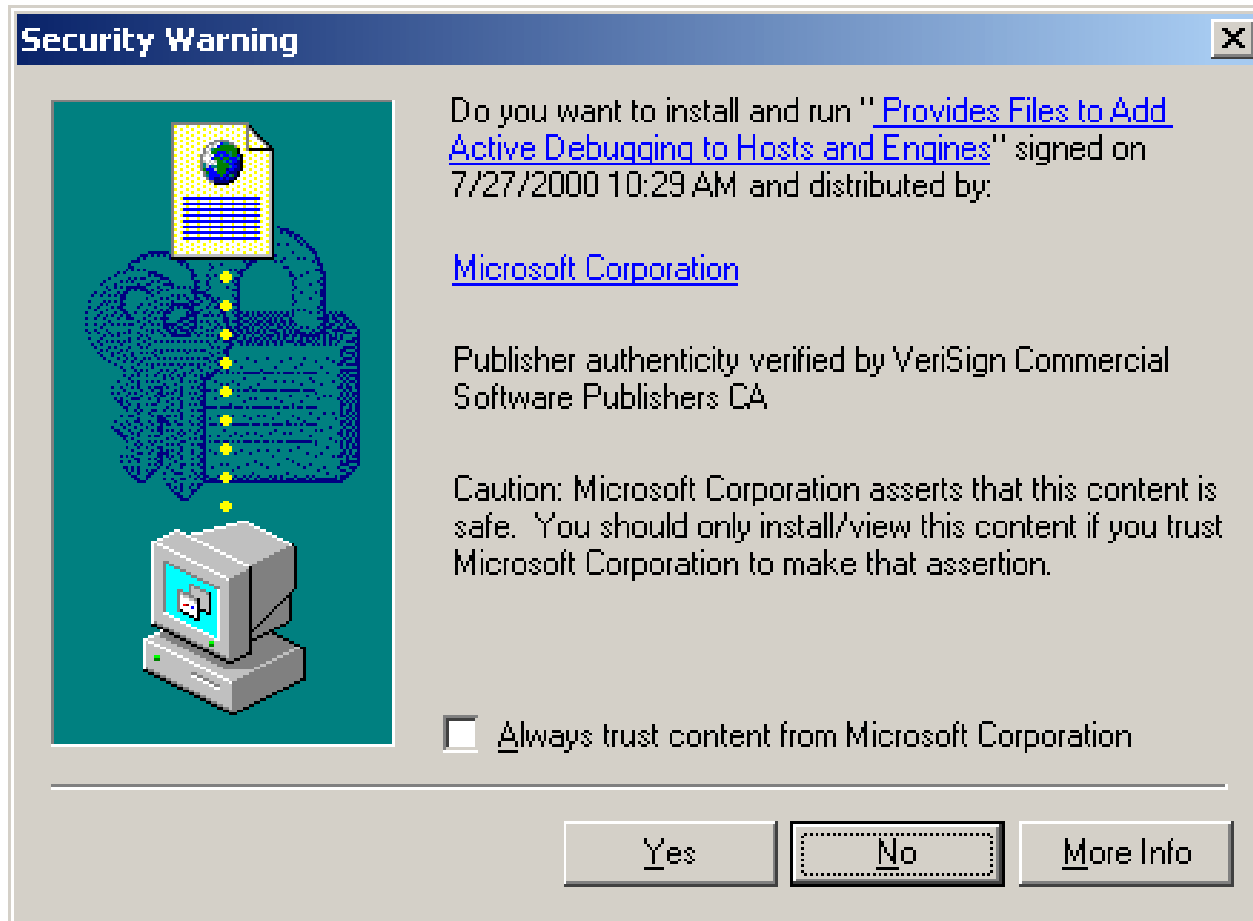 Security Warning
Do you want to install and run " Provides Files to Add
Active Debugging to Hosts and Engines" signed on
7/27/2000 10:29 AM and distributed by:
Microsoft Corporation
Publisher authenticity verified by VeriSign Commercial
Software Publishers CA
Caution: Microsoft Corporation asserts that this content is
safe.  You should only install/view this content if you trust
Microsoft Corporation to make that assertion.
Always trust content from Microsoft Corporation
Yes No More Info